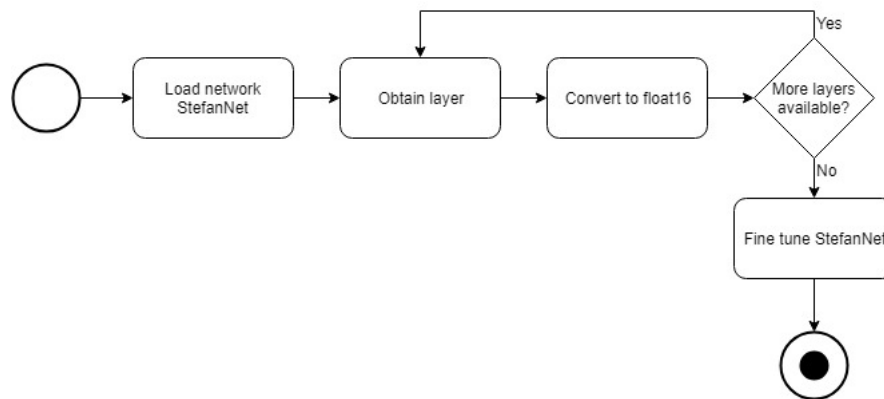 Yes
Load network
StefanNet
Obtain layer
Convert to float16
More layers
available?
No
Fine tune StefanNet